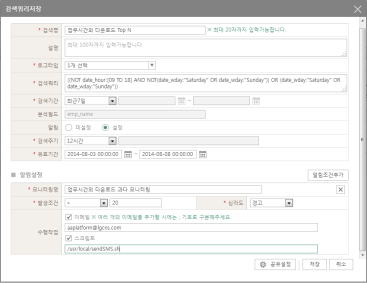 검색쿼리저장
* 검색명 업무시간외 다운로드 Top N ※ 최대 20자까지 입력가능합니다.
설명 최대 100자까지 입력가능합니다
* 로그타입 1개 선택
* 검색쿼리 ((NOT date_hour:[09 TO 18] AND NOT(date_wday:"Saturday" OR date_wday:"Sunday")) OR (date_wday:"Saturday" OR
date_wday:"Sunday"))
* 검색기간 최근7일 ~
분석필드 emp_name
알림 미설정 설정
* 검색주기 12시간
* 유효기간 2014-08-03 00:00:00 ~ 2014-08-08 00:00:00
알림설정 알림조건추가
* 모니터링명 업무시간외 다운로드 과다 모니터링
* 발생조건 20 * 심각도 경고
수행작업 이메일 ※ 여러 개의 이메일을 추가할 시에는 ; 기호로 구분해주세요
aaplatform@lgcns.com
스크립트
/usr/local/sendSMS.sh
공유설정 저장 취소